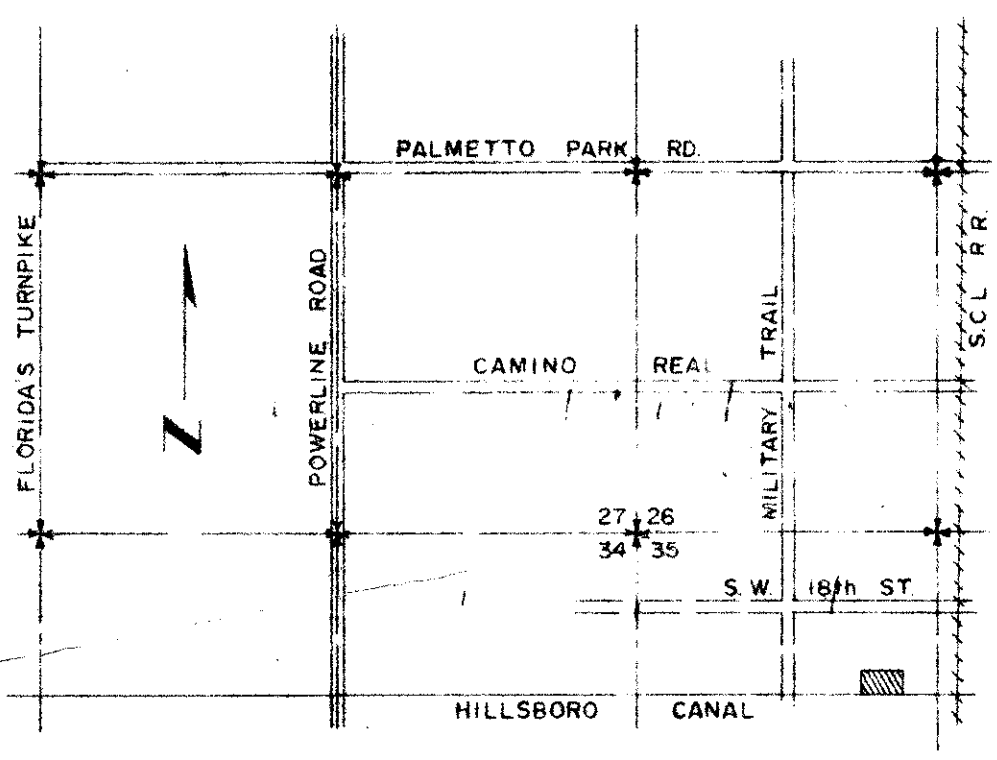 PALMETTO PARK RD.
FLORIDA'S TURNPIKE
POWERLINE ROAD
MILITARY TRAIL
S.C.L. R.R.
N
CAMINO REAL
27 26
34 35
S.W. 18th ST.
HILLSBORO CANAL